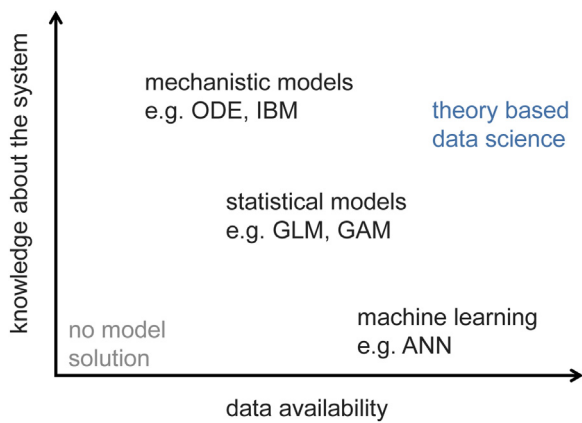 knowledge about the system
mechanistic models
e.g. ODE, IBM
theory based
data science
statistical models
e.g. GLM, GAM
no model
solution
machine learning
e.g. ANN
data availability